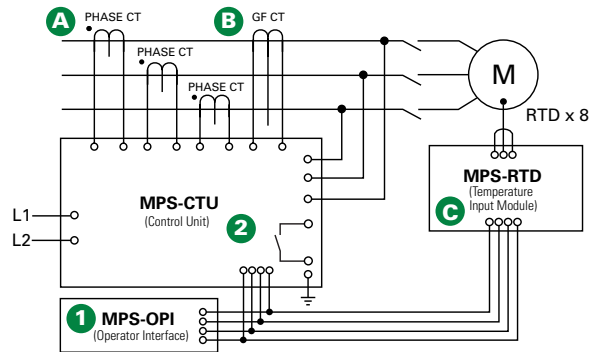 A
PHASE CT
B
GF CT
PHASE CT
PHASE CT
M
RTD x 8
MPS-RTD
(Temperature
Input Module)
C
MPS-CTU
(Control Unit)
2
L1
L2
1
MPS-OPI
(Operator Interface)